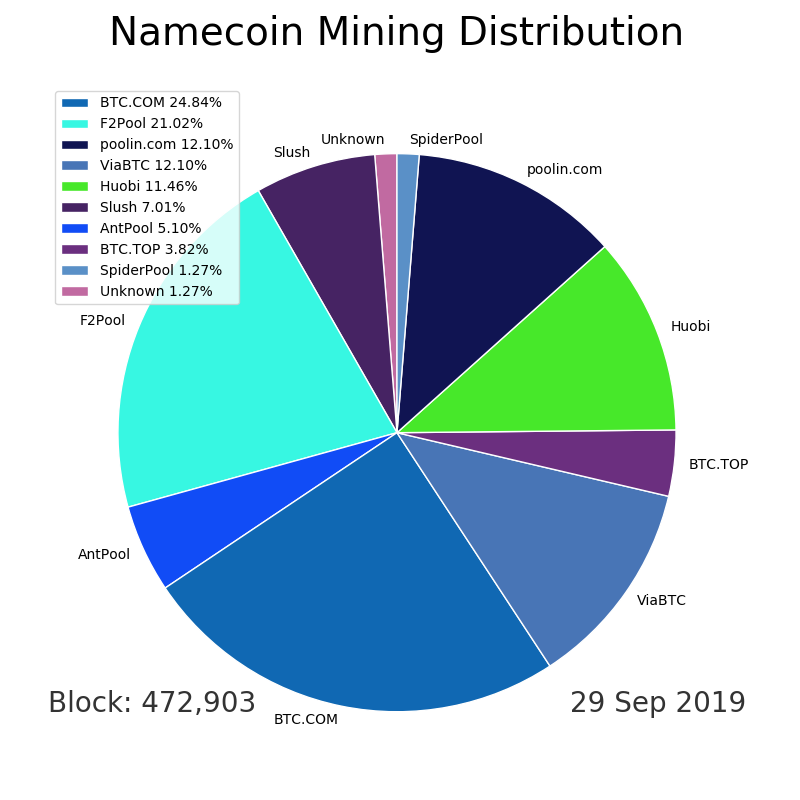 Namecoin Mining Distribution
BTC.COM 24.84%
F2Pool 21.02%
poolin.com 12.10%
ViaBTC 12.10%
Huobi 11.46%
Slush 7.01%
AntPool 5.10%
BTC.TOP 3.82%
SpiderPool 1.27%
Unknown 1.27%
Unknown
SpiderPool
Slush
poolin.com
F2Pool
Huobi
BTC.TOP
AntPool
ViaBTC
Block: 472,903
29 Sep 2019
BTC.COM